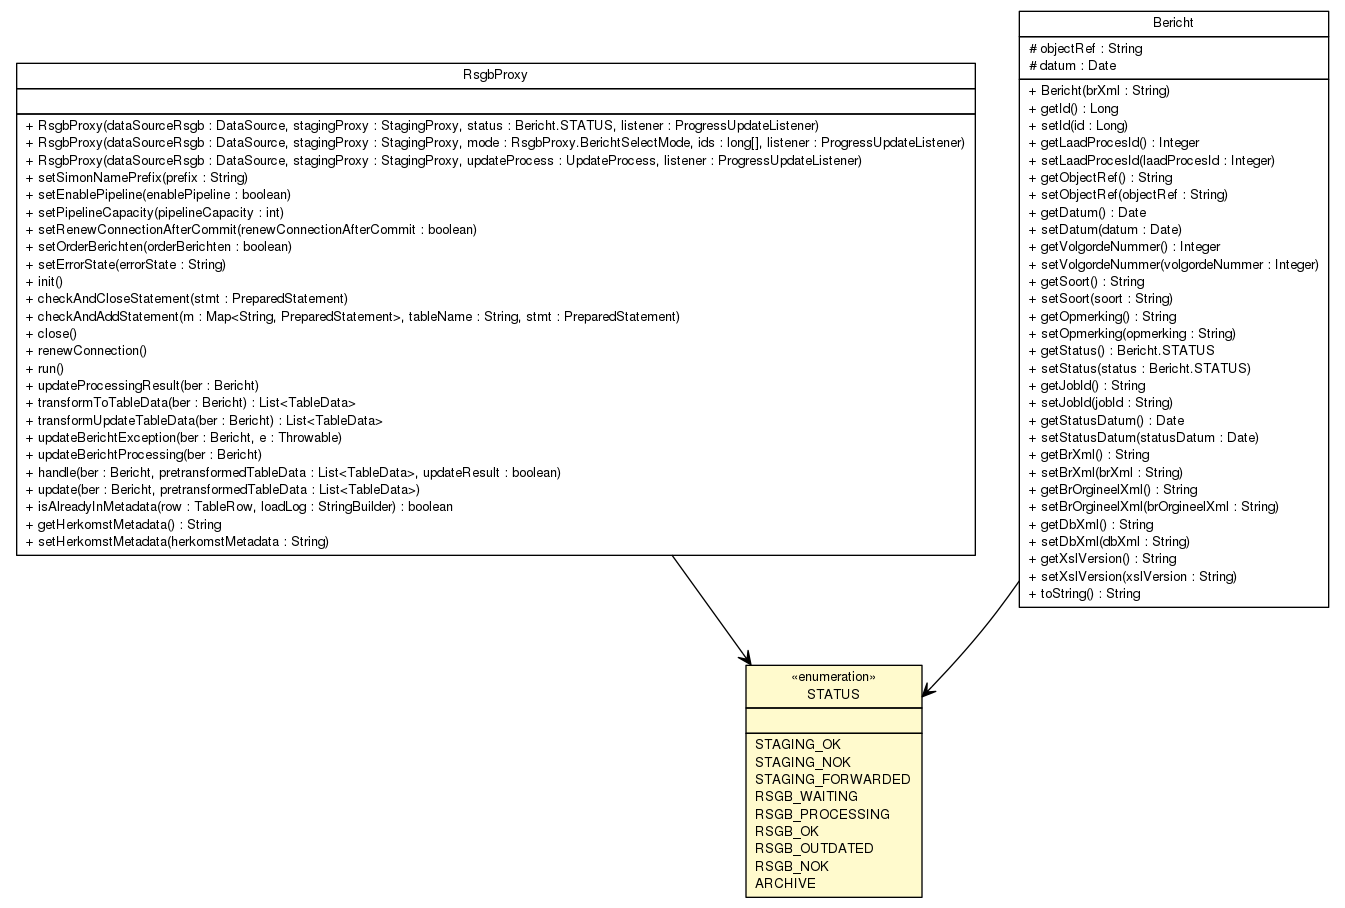 RsgbProxy
+ RsgbProxy(dataSourceRsgb : DataSource, stagingProxy : StagingProxy, status : Bericht.STATUS, listener : ProgressUpdateListener)
+ RsgbProxy(dataSourceRsgb : DataSource, stagingProxy : StagingProxy, mode : RsgbProxy.BerichtSelectMode, ids : long[], listener : ProgressUpdateListener)
+ RsgbProxy(dataSourceRsgb : DataSource, stagingProxy : StagingProxy, updateProcess : UpdateProcess, listener : ProgressUpdateListener)
+ setSimonNamePrefix(prefix : String)
+ setEnablePipeline(enablePipeline : boolean)
+ setPipelineCapacity(pipelineCapacity : int)
+ setRenewConnectionAfterCommit(renewConnectionAfterCommit : boolean)
+ setOrderBerichten(orderBerichten : boolean)
+ setErrorState(errorState : String)
+ init()
+ checkAndCloseStatement(stmt : PreparedStatement)
+ checkAndAddStatement(m : Map<String, PreparedStatement>, tableName : String, stmt : PreparedStatement)
+ close()
+ renewConnection()
+ run()
+ updateProcessingResult(ber : Bericht)
+ transformToTableData(ber : Bericht) : List<TableData>
+ transformUpdateTableData(ber : Bericht) : List<TableData>
+ updateBerichtException(ber : Bericht, e : Throwable)
+ updateBerichtProcessing(ber : Bericht)
+ handle(ber : Bericht, pretransformedTableData : List<TableData>, updateResult : boolean)
+ update(ber : Bericht, pretransformedTableData : List<TableData>)
+ isAlreadyInMetadata(row : TableRow, loadLog : StringBuilder) : boolean
+ getHerkomstMetadata() : String
+ setHerkomstMetadata(herkomstMetadata : String)
Bericht
# objectRef : String
# datum : Date
+ Bericht(brXml : String)
+ getId() : Long
+ setId(id : Long)
+ getLaadProcesId() : Integer
+ setLaadProcesId(laadProcesId : Integer)
+ getObjectRef() : String
+ setObjectRef(objectRef : String)
+ getDatum() : Date
+ setDatum(datum : Date)
+ getVolgordeNummer() : Integer
+ setVolgordeNummer(volgordeNummer : Integer)
+ getSoort() : String
+ setSoort(soort : String)
+ getOpmerking() : String
+ setOpmerking(opmerking : String)
+ getStatus() : Bericht.STATUS
+ setStatus(status : Bericht.STATUS)
+ getJobId() : String
+ setJobId(jobId : String)
+ getStatusDatum() : Date
+ setStatusDatum(statusDatum : Date)
+ getBrXml() : String
+ setBrXml(brXml : String)
+ getBrOrgineelXml() : String
+ setBrOrgineelXml(brOrgineelXml : String)
+ getDbXml() : String
+ setDbXml(dbXml : String)
+ getXslVersion() : String
+ setXslVersion(xslVersion : String)
+ toString() : String
«enumeration»
STATUS
STAGING_OK
STAGING_NOK
STAGING_FORWARDED
RSGB_WAITING
RSGB_PROCESSING
RSGB_OK
RSGB_OUTDATED
RSGB_NOK
ARCHIVE